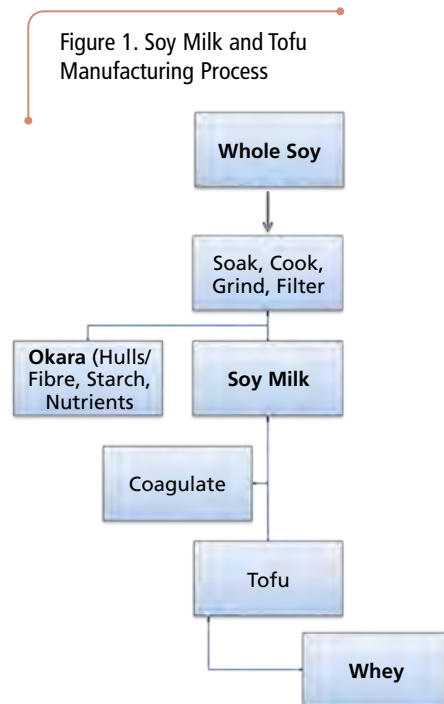 Figure 1. Soy Milk and Tofu
Manufacturing Process
Whole Soy
Soak, Cook,
Grind, Filter
Okara (Hulls/
Fibre, Starch,
Nutrients
Soy Milk
Coagulate
Tofu
Whey